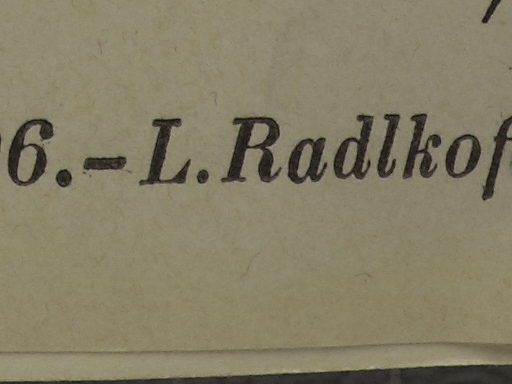 6.- L. Radlkof